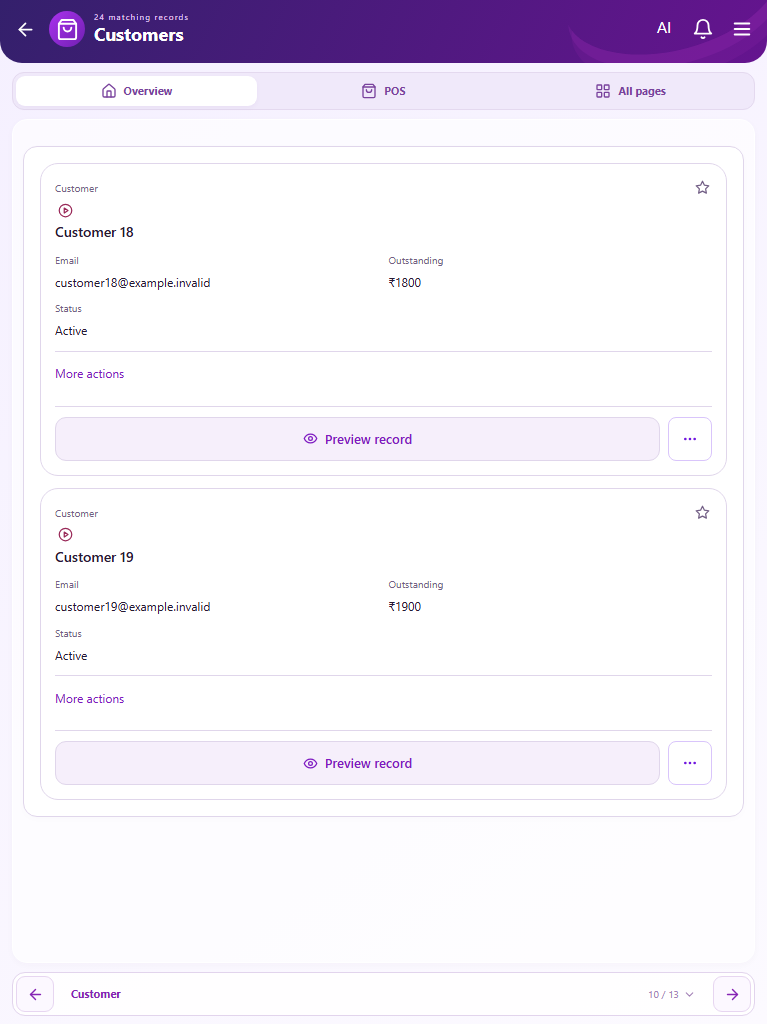 24 matching records
Customers
AI
Overview
POS
All pages
Customer
Customer 18
Email
Outstanding
customer18@example.invalid
₹1800
Status
Active
More actions
Preview record
Customer
Customer 19
Email
Outstanding
customer19@example.invalid
₹1900
Status
Active
More actions
Preview record
Customer
10 / 13